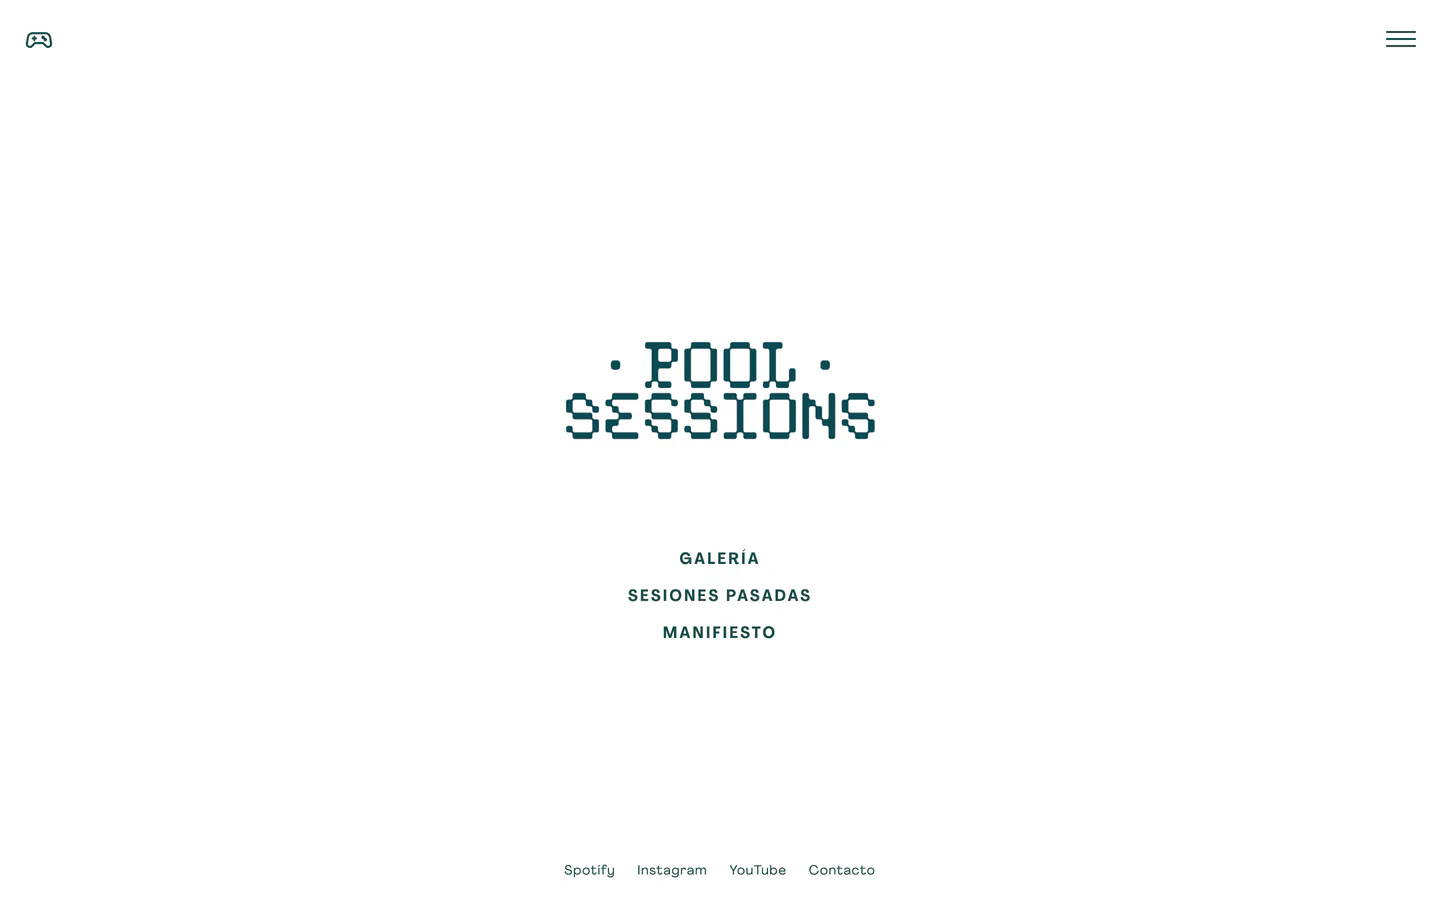 · POOL ·
SESSIONS
GALERÍA
SESIONES PASADAS
MANIFIESTO
Spotify Instagram YouTube Contacto